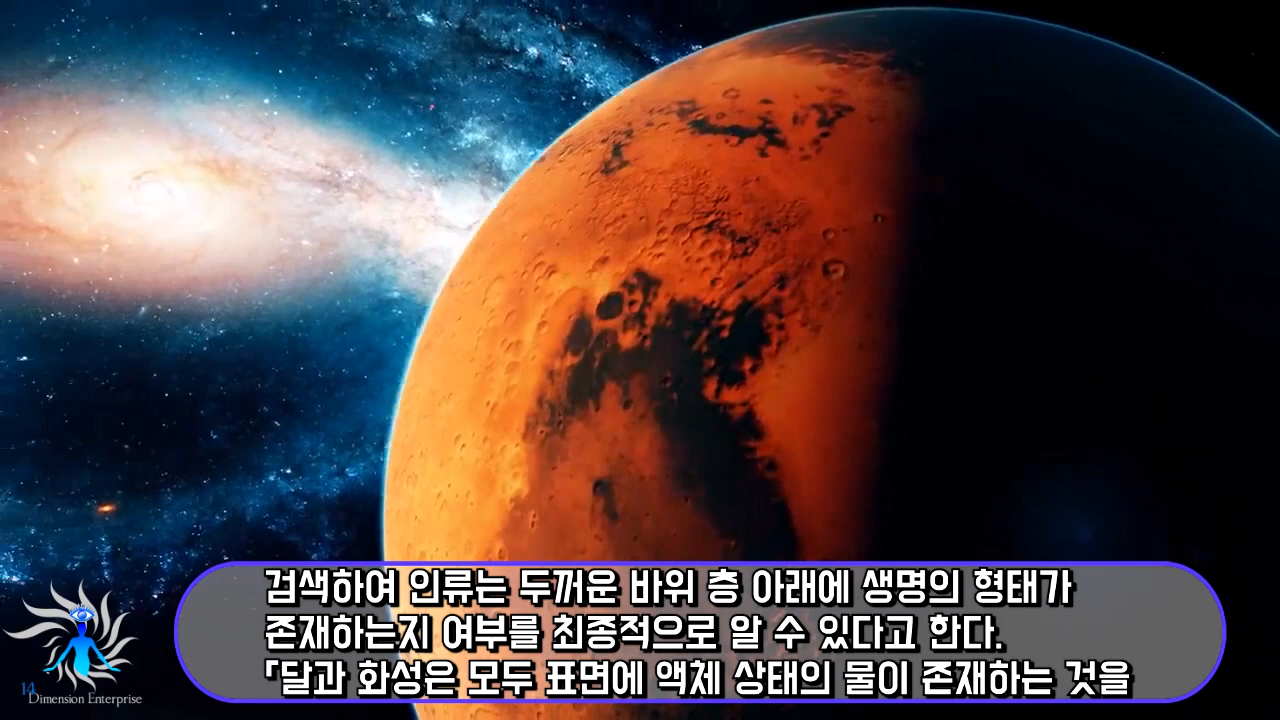 검색하여 인류는 두꺼운 바위 층 아래에 생명의 형태가
존재하는지 여부를 최종적으로 알 수 있다고 한다.
「달과 화성은 모두 표면에 액체 상태의 물이 존재하는 것을
14
Dimension Enterprise